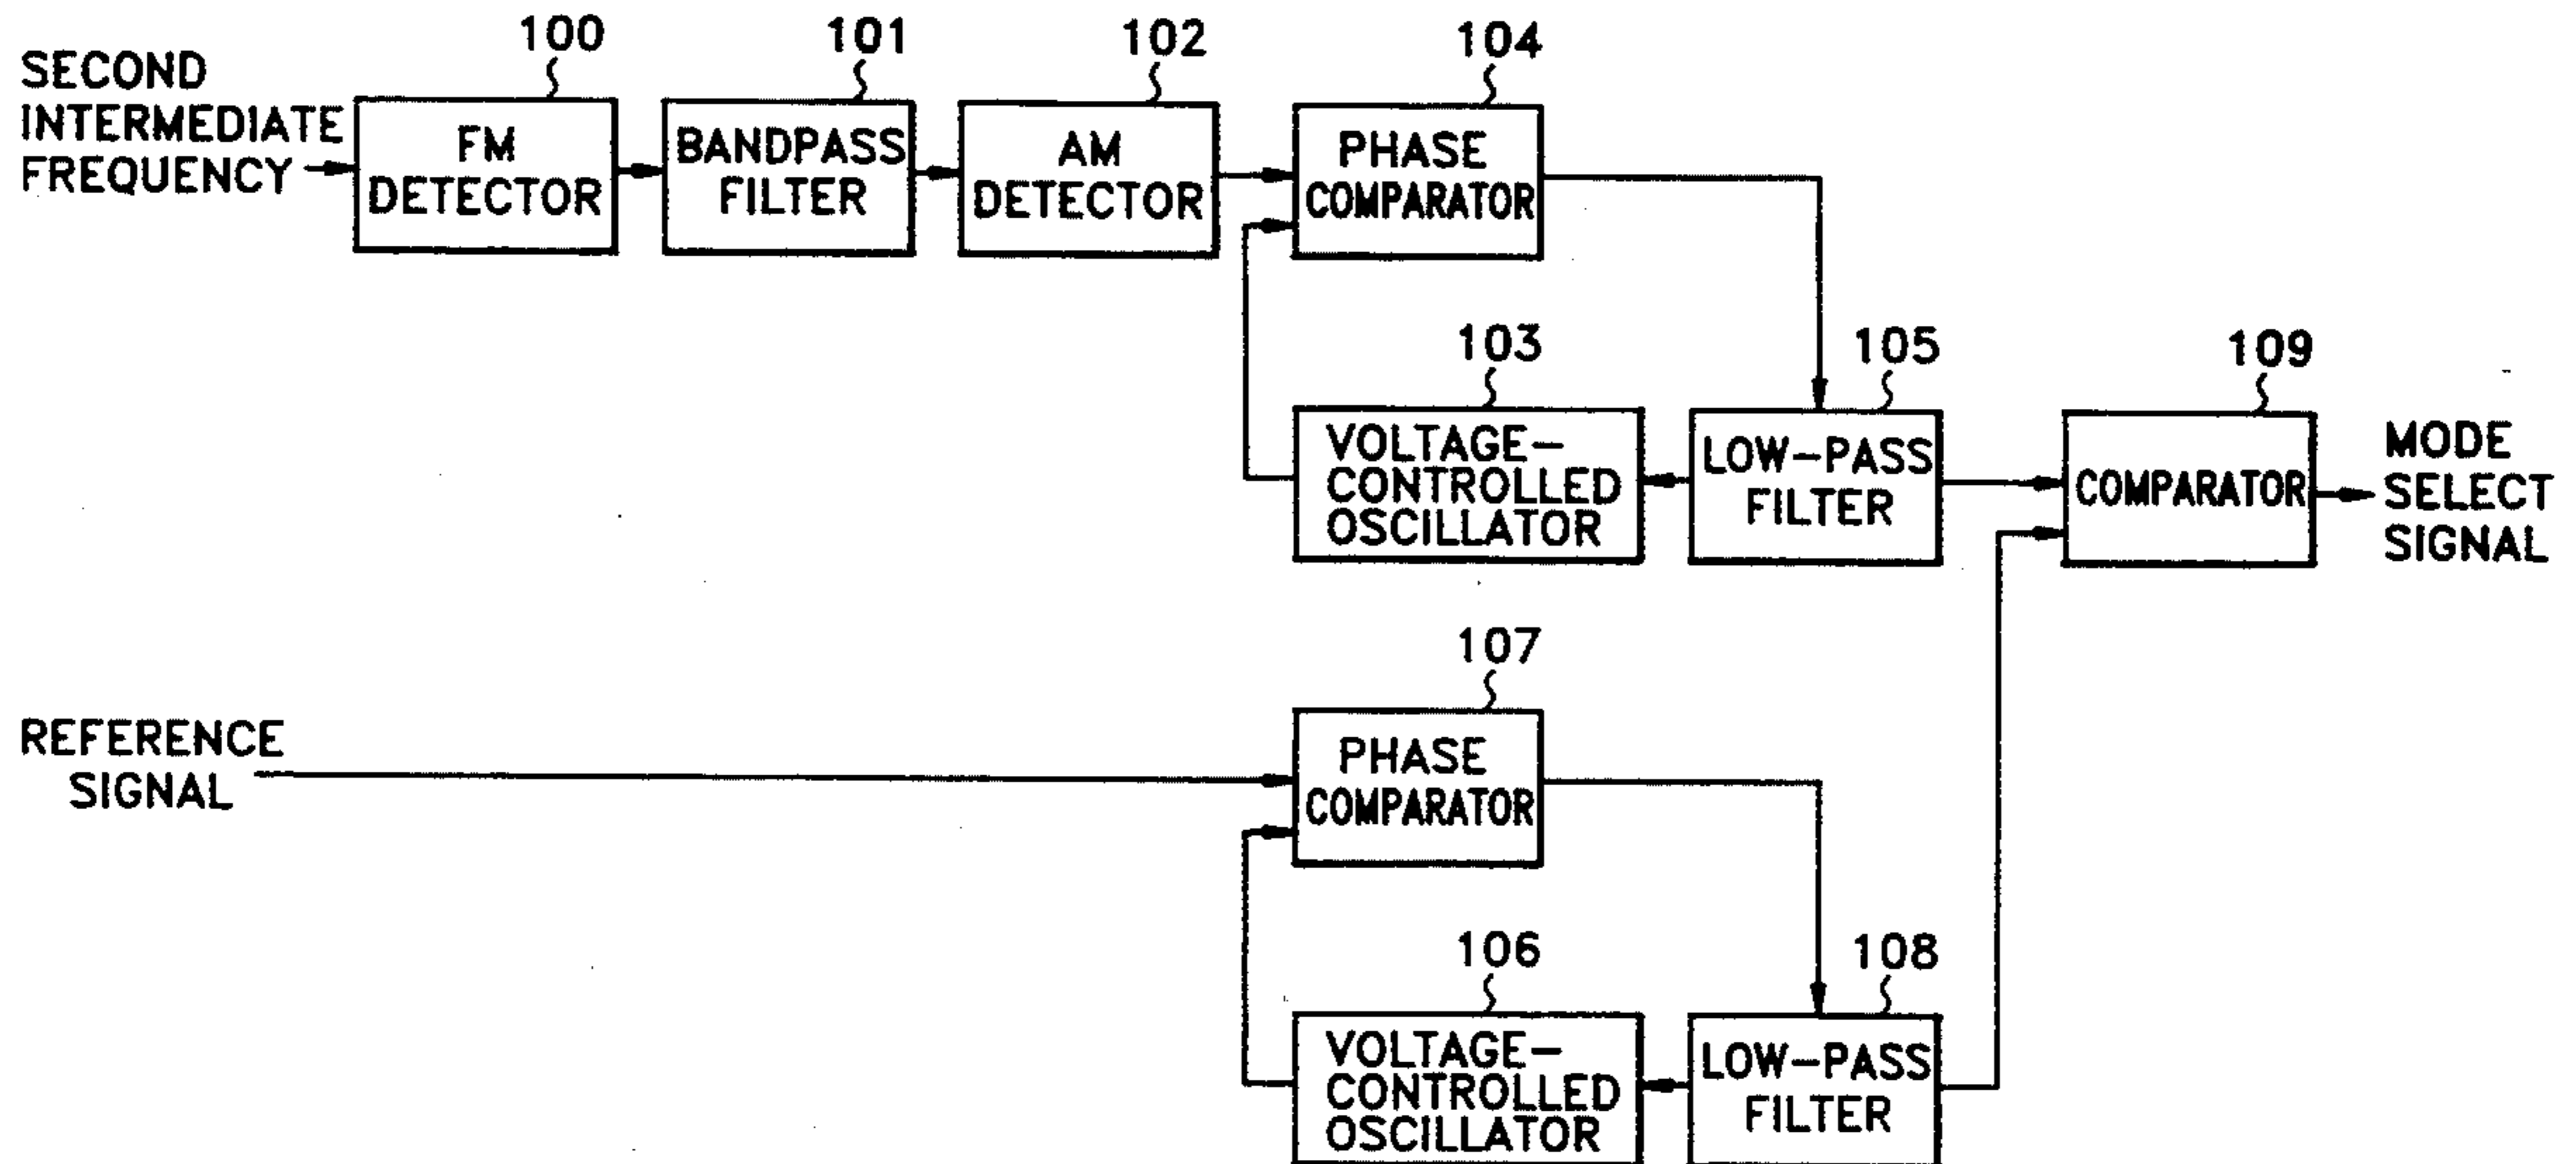 100
101
102
104
SECOND
INTERMEDIATE
FREQUENCY
FM
DETECTOR
BANDPASS
FILTER
AM
DETECTOR
PHASE
COMPARATOR
103
105
109
VOLTAGE-
CONTROLLED
OSCILLATOR
LOW-PASS
FILTER
COMPARATOR
MODE
SELECT
SIGNAL
107
REFERENCE
SIGNAL
PHASE
COMPARATOR
106
108
VOLTAGE-
CONTROLLED
OSCILLATOR
LOW-PASS
FILTER